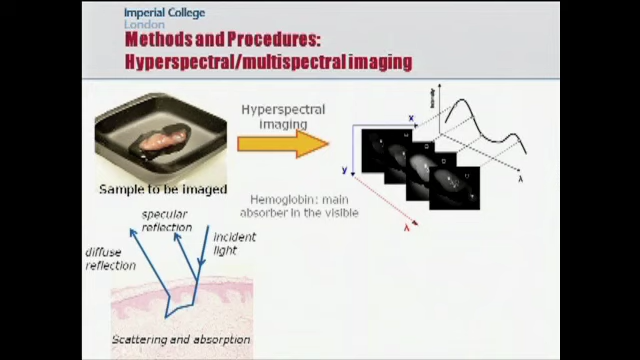 Imperial College
London
Methods and Procedures:
Hyperspectral/multispectral imaging
Hyperspectral
imaging
Intensity
x
y
λ
λ
Sample to be imaged
Hemoglobin: main
absorber in the visible
specular
reflection
incident
light
diffuse
reflection
Scattering and absorption